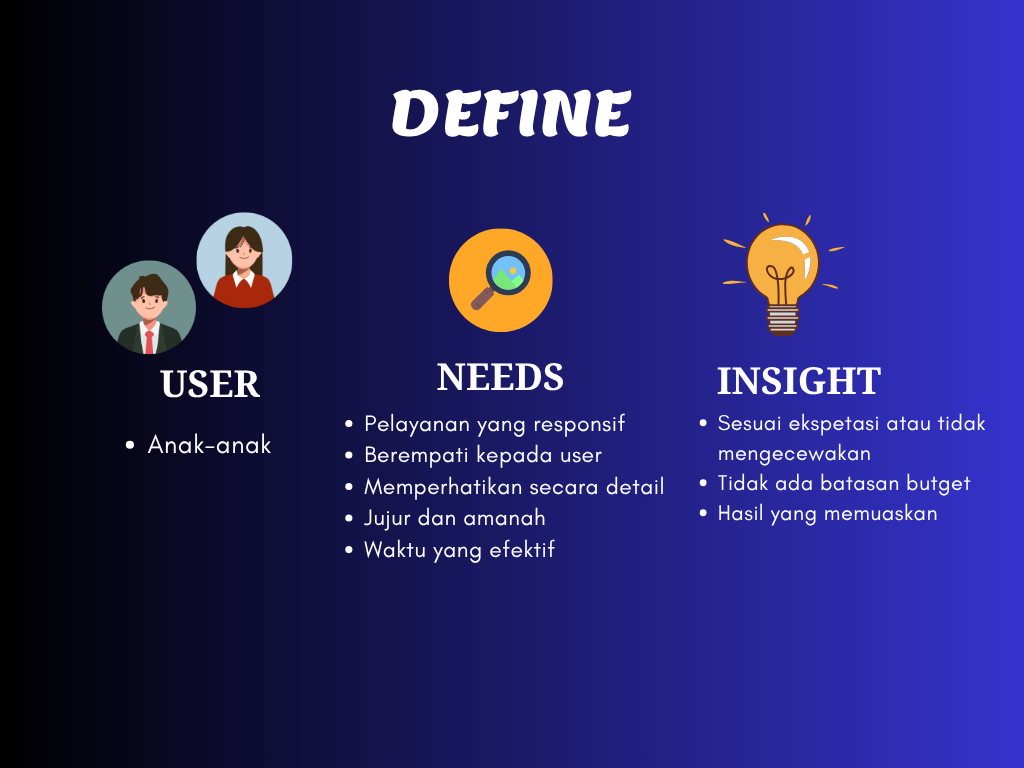 DEFINE
USER
• Anak-anak
NEEDS
• Pelayanan yang responsif
• Berempati kepada user
• Memperhatikan secara detail
• Jujur dan amanah
• Waktu yang efektif
INSIGHT
• Sesuai ekspetasi atau tidak
mengecewakan
• Tidak ada batasan butget
• Hasil yang memuaskan